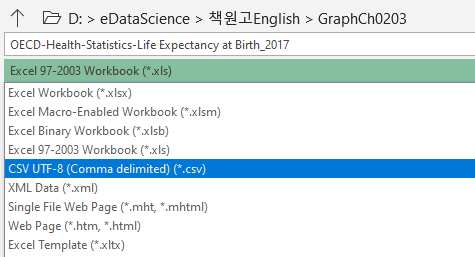 D: > eDataScience > 책원고English > GraphCh0203
OECD-Health-Statistics-Life Expectancy at Birth_2017
Excel 97-2003 Workbook (*.xls)
Excel Workbook (*.xlsx)
Excel Macro-Enabled Workbook (*.xlsm)
Excel Binary Workbook (*.xlsb)
Excel 97-2003 Workbook (*.xls)
CSV UTF-8 (Comma delimited) (*.csv)
XML Data (*.xml)
Single File Web Page (*.mht, *.mhtml)
Web Page (*.htm, *.html)
Excel Template (*.xltx)